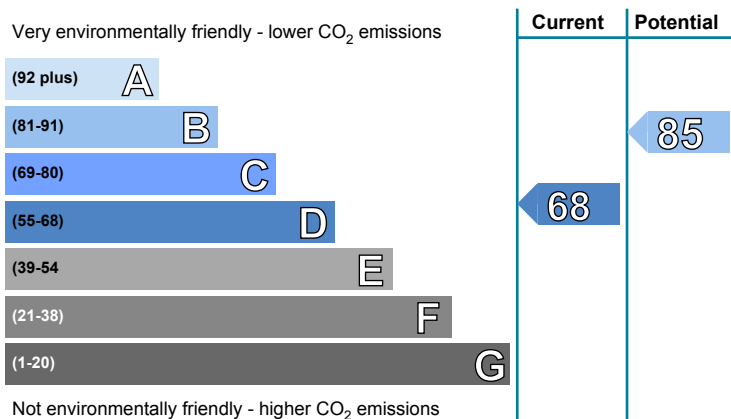 Very environmentally friendly - lower CO₂ emissions
Current Potential
(92 plus) A
(81-91) B
85
(69-80) C
(55-68) D
68
(39-54 E
(21-38) F
(1-20) G
Not environmentally friendly - higher CO₂ emissions